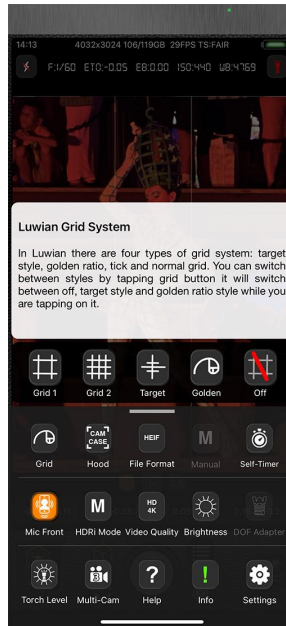 14:13
4032x3024 106/119GB 29FPS TS:FAIR
F:1/60 ET0:-0.05 EB:0.00 ISO:440 WB:4769
Luwian Grid System
In Luwian there are four types of grid system: target
style, golden ratio, tick and normal grid. You can switch
between styles by tapping grid button it will switch
between off, target style and golden ratio style while you
are tapping on it.
Grid 1 Grid 2 Target Golden Off
CAM
CASE HEIF M
Grid Hood File Format Manual Self-Timer
M HD
4K
Mic Front HDRi Mode Video Quality Brightness DOF Adapter
3 ? !
Torch Level Multi-Cam Help Info Settings